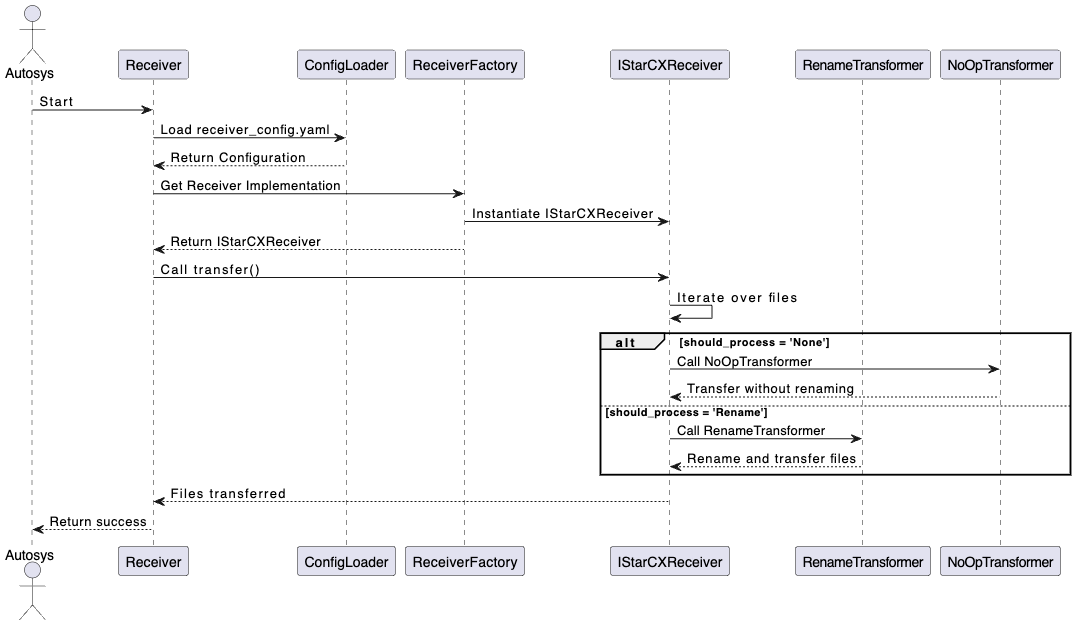 Autosys
Receiver
ConfigLoader
ReceiverFactory
IStarCXReceiver
RenameTransformer
NoOpTransformer
Start
Load receiver_config.yaml
Return Configuration
Get Receiver Implementation
Instantiate IStarCXReceiver
Return IStarCXReceiver
Call transfer()
Iterate over files
alt
[should_process = 'None']
Call NoOpTransformer
Transfer without renaming
[should_process = 'Rename']
Call RenameTransformer
Rename and transfer files
Files transferred
Return success
Autosys
Receiver
ConfigLoader
ReceiverFactory
IStarCXReceiver
RenameTransformer
NoOpTransformer